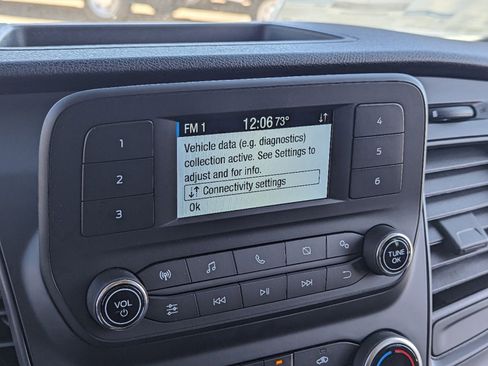 FM 1 12:06 73°
Vehicle data (e.g. diagnostics)
collection active. See Settings to
adjust and for info.
Connectivity settings
Ok
1
2
3
4
5
6
VOL
TUNE
OK